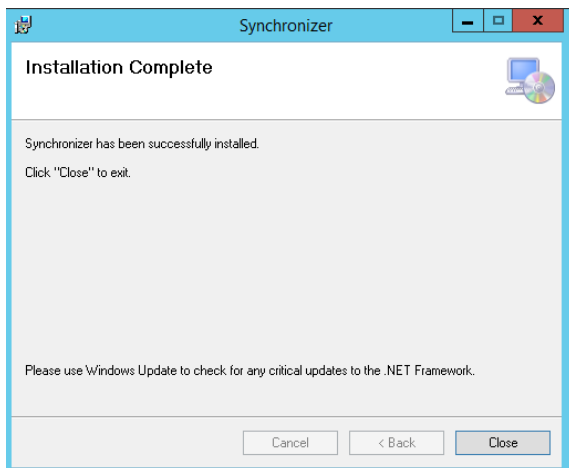 Synchronizer
Installation Complete
Synchronizer has been successfully installed.
Click "Close" to exit.
Please use Windows Update to check for any critical updates to the .NET Framework.
Cancel
< Back
Close